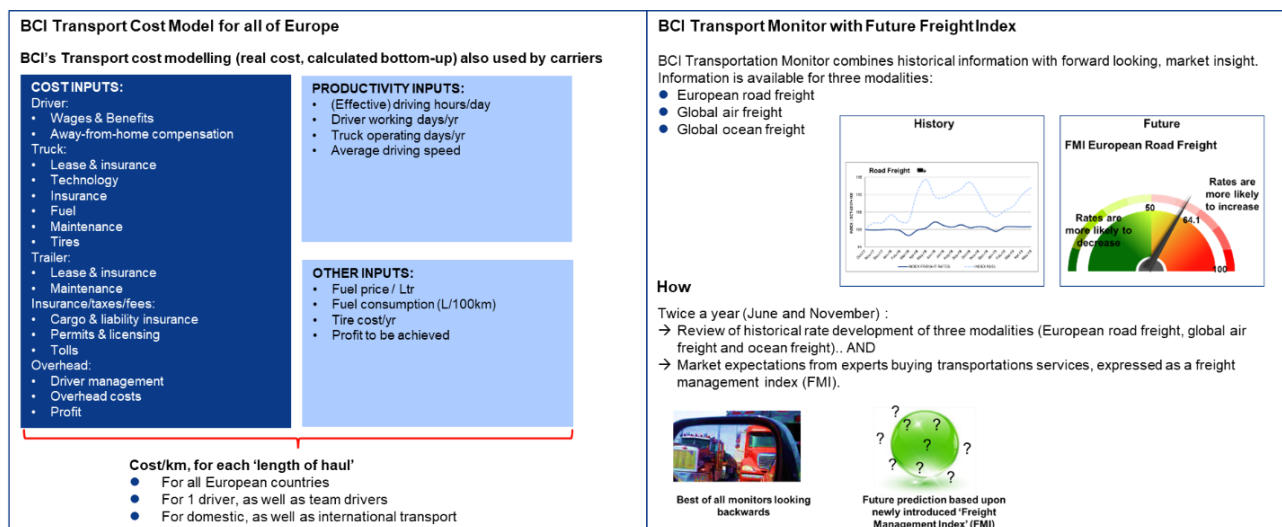 BCI Transport Cost Model for all of Europe
BCI's Transport cost modelling (real cost, calculated bottom-up) also used by carriers
COST INPUTS:
Driver:
• Wages & Benefits
• Away-from-home compensation
Truck:
• Lease & insurance
• Technology
• Insurance
• Fuel
• Maintenance
• Tires
Trailer:
• Lease & insurance
• Maintenance
Insurance/taxes/fees:
• Cargo & liability insurance
• Permits & licensing
• Tolls
Overhead:
• Driver management
• Overhead costs
• Profit
PRODUCTIVITY INPUTS:
• (Effective) driving hours/day
• Driver working days/yr
• Truck operating days/yr
• Average driving speed
OTHER INPUTS:
• Fuel price / Ltr
• Fuel consumption (L/100km)
• Tire cost/yr
• Profit to be achieved
Cost/km, for each 'length of haul'
● For all European countries
● For 1 driver, as well as team drivers
● For domestic, as well as international transport
BCI Transport Monitor with Future FreightIndex
BCI Transportation Monitor combines historical information with forward looking, market insight.
Information is available for three modalities:
● European road freight
● Global air freight
● Global ocean freight
History
Road Freight
INDEX FREIGHT RATES
Future
FMI European Road Freight
Rates are
more likely
to increase
50
64.1
Rates are
more likely to
decrease
100
How
Twice a year (June and November) :
→ Review of historical rate development of three modalities (European road freight, global air
freight and ocean freight).. AND
→ Market expectations from experts buying transportations services, expressed as a freight
management index (FMI).
? ? ? ? ? ? ? ? ?
Best of all monitors looking
backwards
Future prediction based upon
newly introduced 'Freight
Management Index' (FMI)